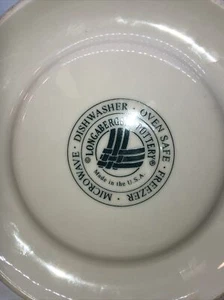 MICROWAVE · DISHWASHER · OVEN SAFE · FREEZER ·
LONGABERGER POTTERY®
Made in the U.S.A.